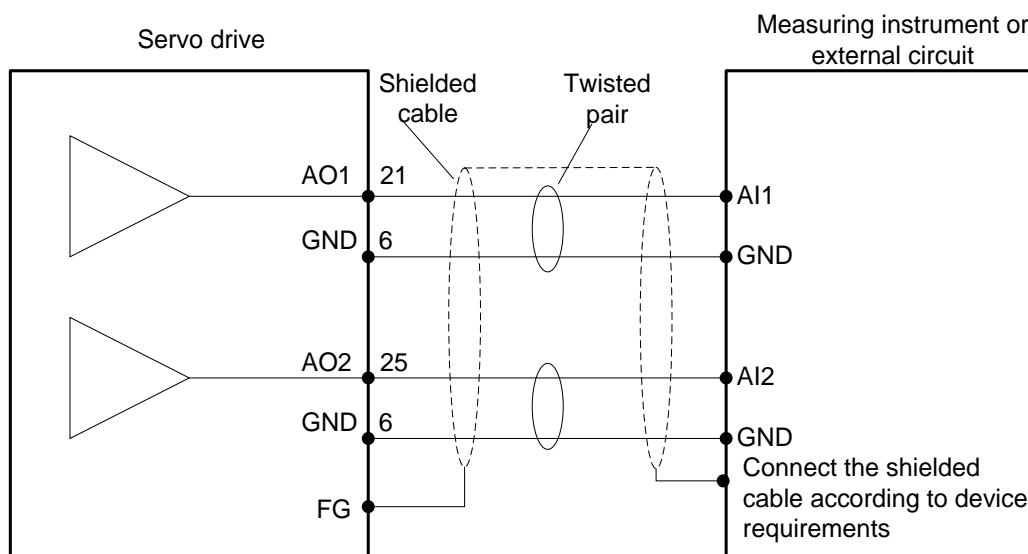 Servo drive
Measuring instrument or
external circuit
Shielded
cable
Twisted
pair
AO1
21
AI1
GND
6
GND
AO2
25
AI2
GND
6
GND
FG
Connect the shielded
cable according to device
requirements